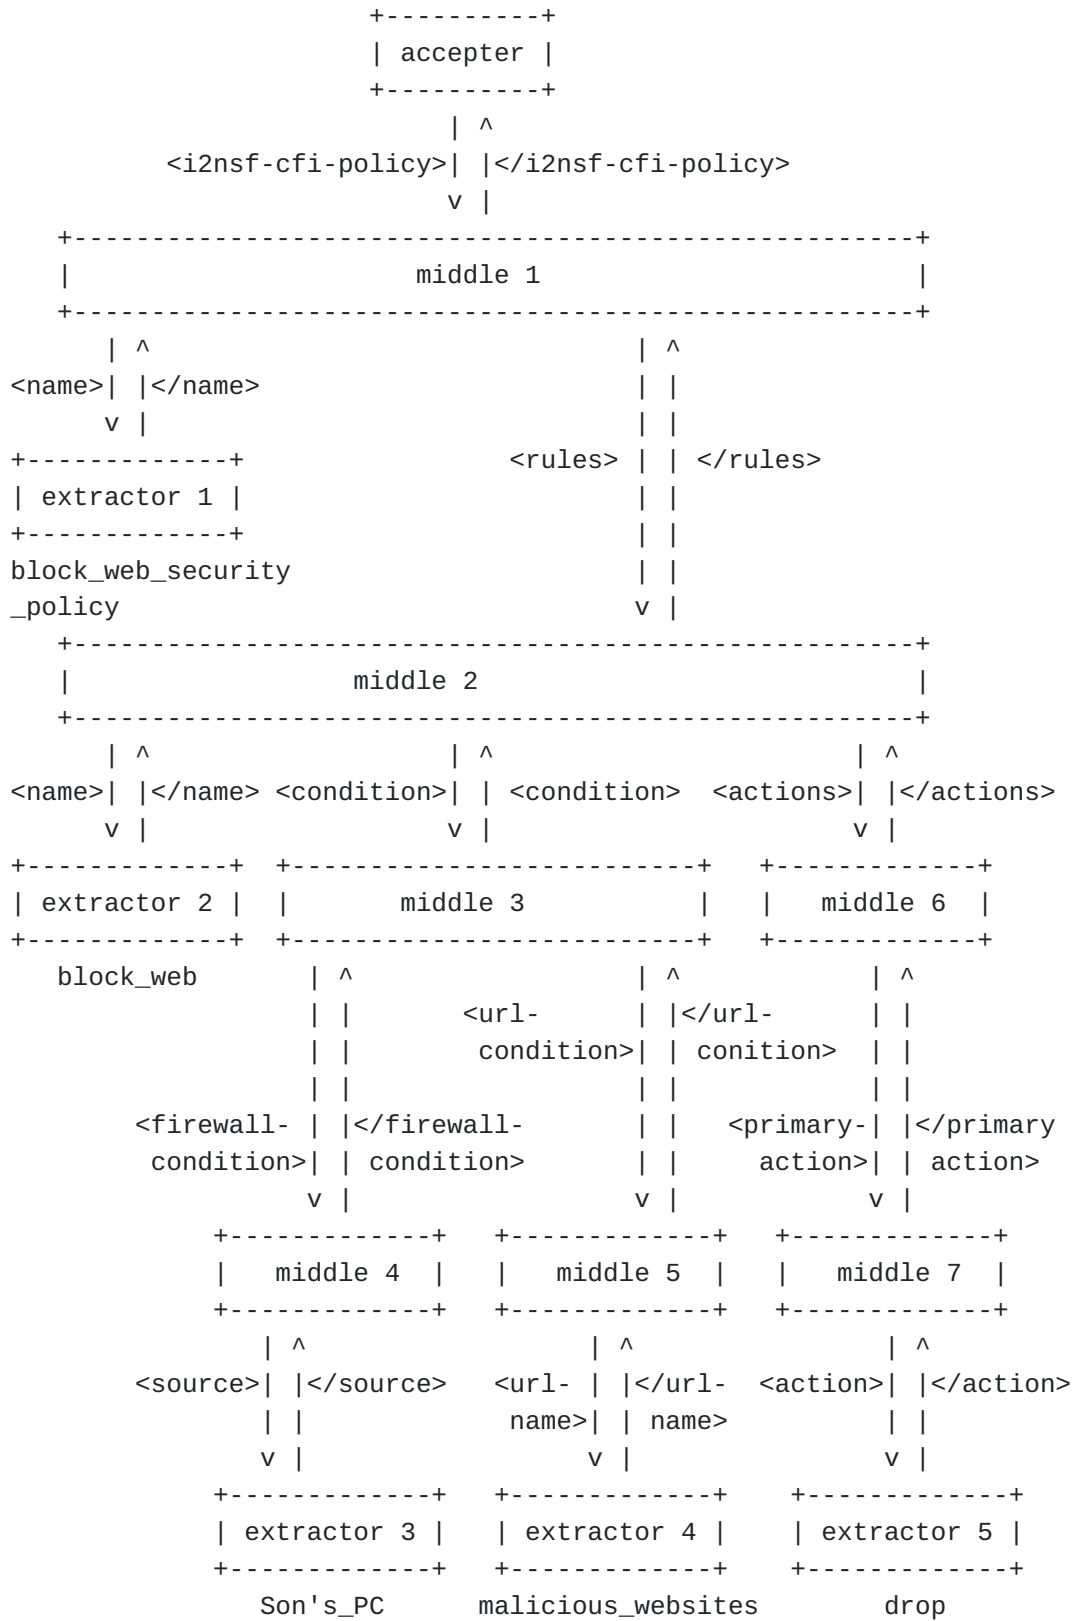 +----------+
                       | accepter |
                       +----------+
                            | ^
          <i2nsf-cfi-policy>| |</i2nsf-cfi-policy>
                            v |
   +------------------------------------------------------+
   |                      middle 1                        |
   +------------------------------------------------------+
      | ^                               | ^
<name>| |</name>                        | |
      v |                               | |
+-------------+                 <rules> | | </rules>
| extractor 1 |                         | |
+-------------+                         | |
block_web_security                      | |
_policy                                 v |
   +------------------------------------------------------+
   |                  middle 2                            |
   +------------------------------------------------------+
      | ^                   | ^                       | ^
<name>| |</name> <condition>| | <condition>  <actions>| |</actions>
      v |                   v |                       v |
+-------------+  +--------------------------+   +-------------+
| extractor 2 |  |       middle 3           |   |   middle 6  |
+-------------+  +--------------------------+   +-------------+
   block_web       | ^                  | ^            | ^
                   | |       <url-      | |</url-      | |
                   | |        condition>| | conition>  | |
                   | |                  | |            | |
        <firewall- | |</firewall-       | |   <primary-| |</primary
         condition>| | condition>       | |     action>| | action>
                   v |                  v |            v |
             +-------------+   +-------------+   +-------------+
             |   middle 4  |   |   middle 5  |   |   middle 7  |
             +-------------+   +-------------+   +-------------+
                | ^                  | ^                | ^
        <source>| |</source>   <url- | |</url-  <action>| |</action>
                | |             name>| | name>          | |
                v |                  v |                v |
             +-------------+   +-------------+    +-------------+
             | extractor 3 |   | extractor 4 |    | extractor 5 |
             +-------------+   +-------------+    +-------------+
                Son's_PC      malicious_websites        drop